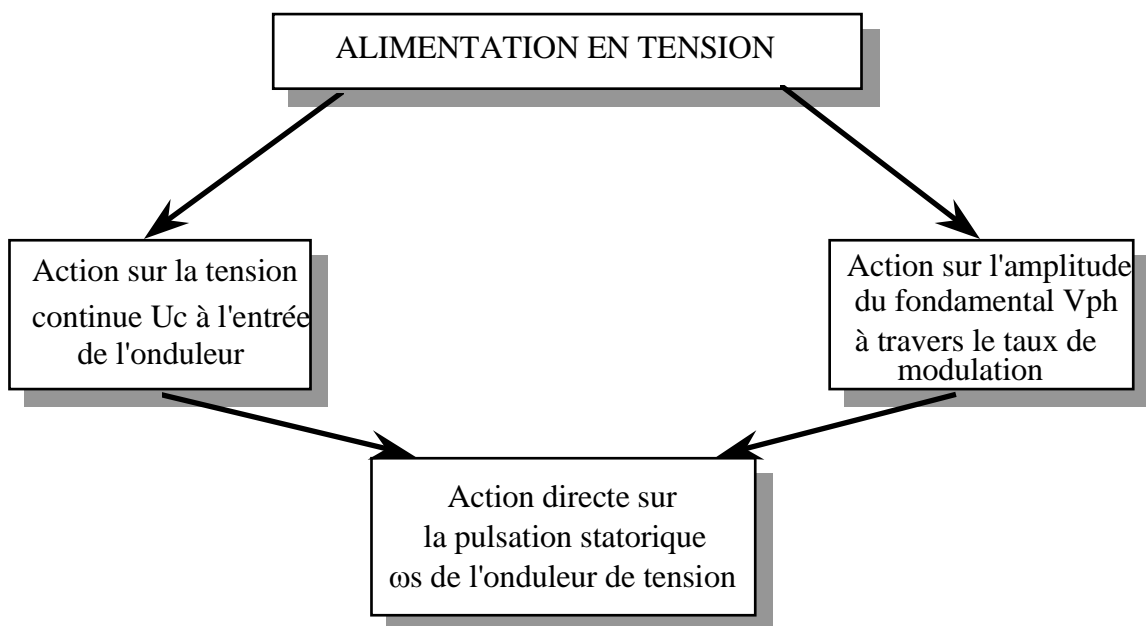 ALIMENTATION EN TENSION
Action sur la tension
continue Uc à l'entrée
de l'onduleur
Action sur l'amplitude
du fondamental Vph
à travers le taux de
modulation
Action directe sur
la pulsation statorique
ωs de l'onduleur de tension